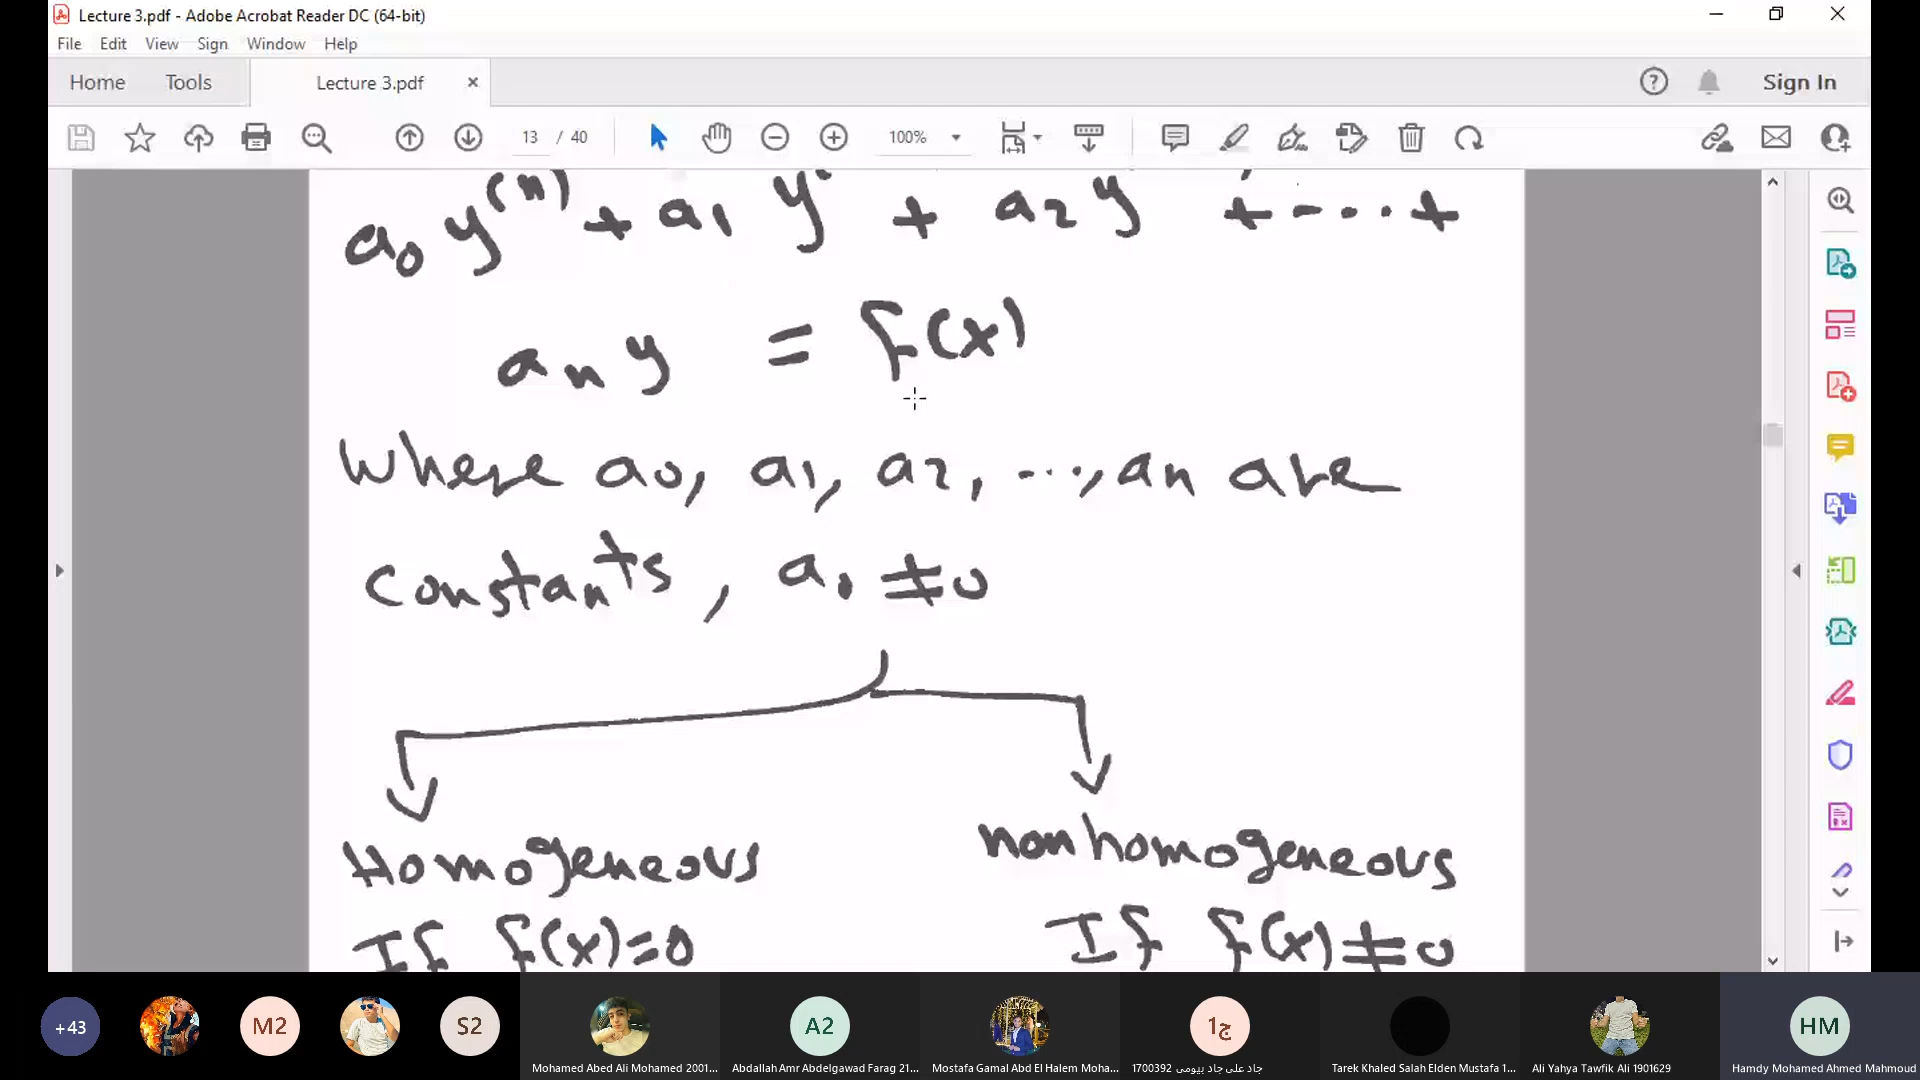 Lecture 3.pdf - Adobe Acrobat Reader DC (64-bit)
File Edit View Sign Window Help
Home Tools Lecture 3.pdf × Sign In
13 / 40 100%
a0 y(n) + a1 y + a2 y + - . . . +
an y = f(x)
where a0, a1, a2, ..., an are
constants, a0 ≠ 0
Homogeneous nonhomogeneous
If f(x)=0 If f(x)≠0
+43 M2 S2 A2 ج1 HM
Mohamed Abed Ali Mohamed 2001... Abdallah Amr Abdelgawad Farag 21... Mostafa Gamal Abd El Halem Moha... جاد على جاد بيومى 1700392 Tarek Khaled Salah Elden Mustafa 1... Ali Yahya Tawfik Ali 1901629 Hamdy Mohamed Ahmed Mahmoud